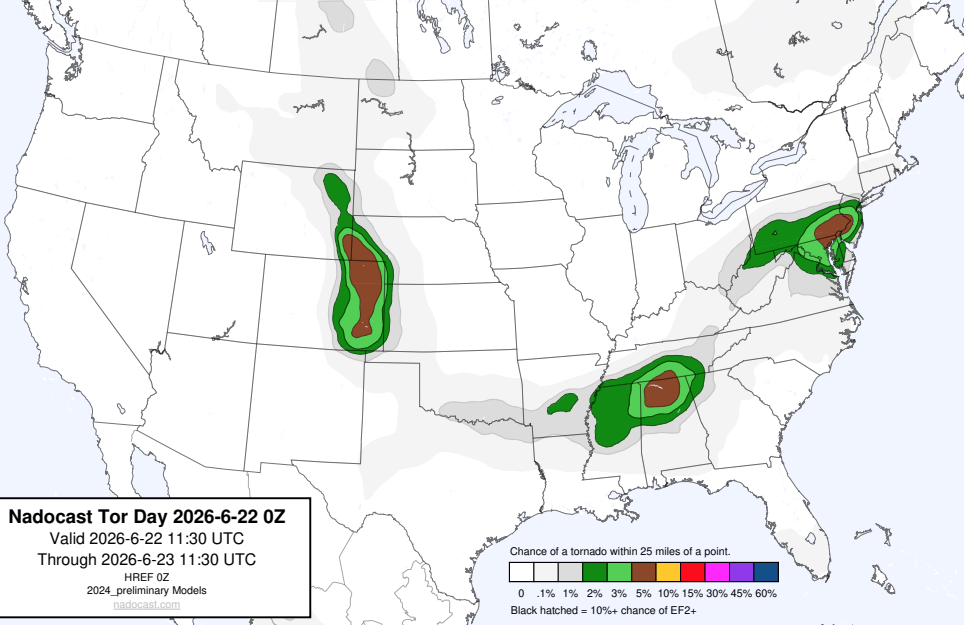 Nadocast Tor Day 2026-6-22 0Z
Valid 2026-6-22 11:30 UTC
Through 2026-6-23 11:30 UTC
HREF 0Z
2024_preliminary Models
nadocast.com
Chance of a tornado within 25 miles of a point.
0 .1% 1% 2% 3% 5% 10% 15% 30% 45% 60%
Black hatched = 10%+ chance of EF2+